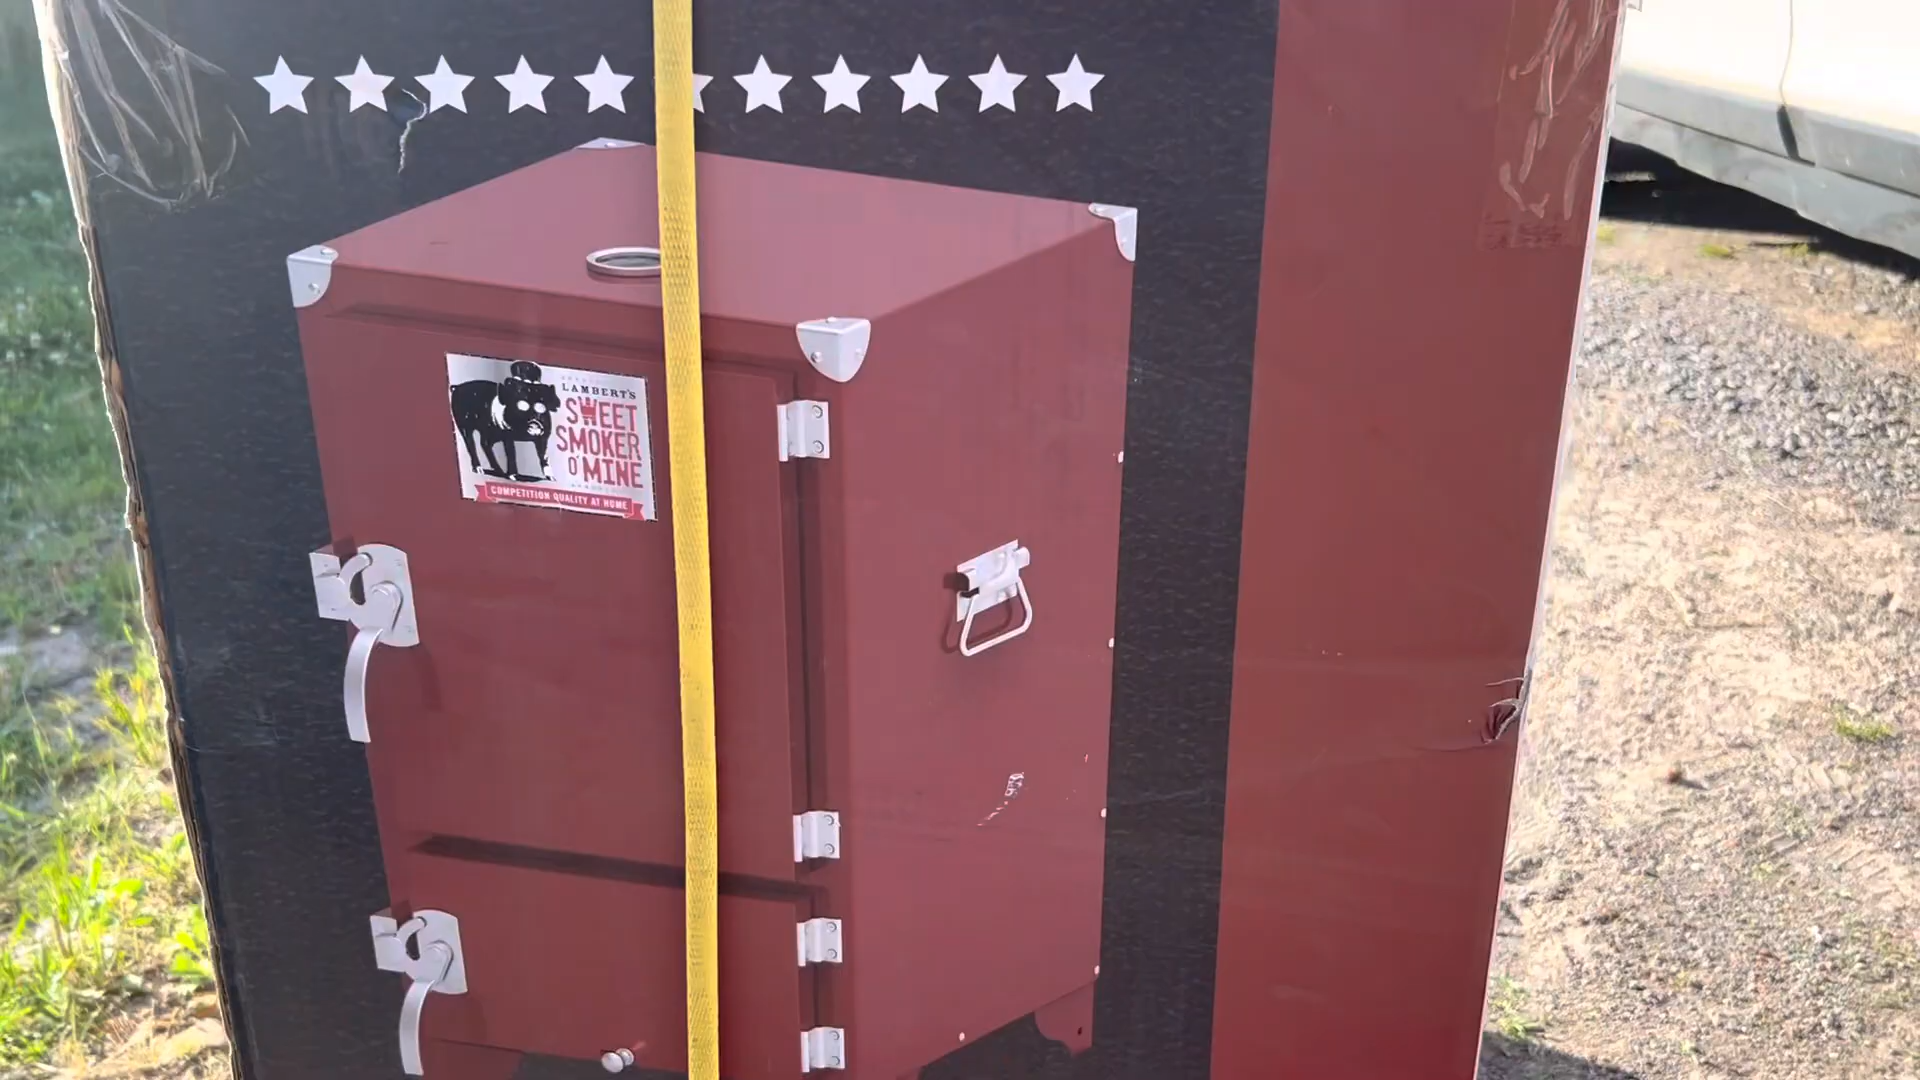 LAMBERT'S
SWEET
SMOKER
O'MINE
COMPETITION QUALITY AT HOME